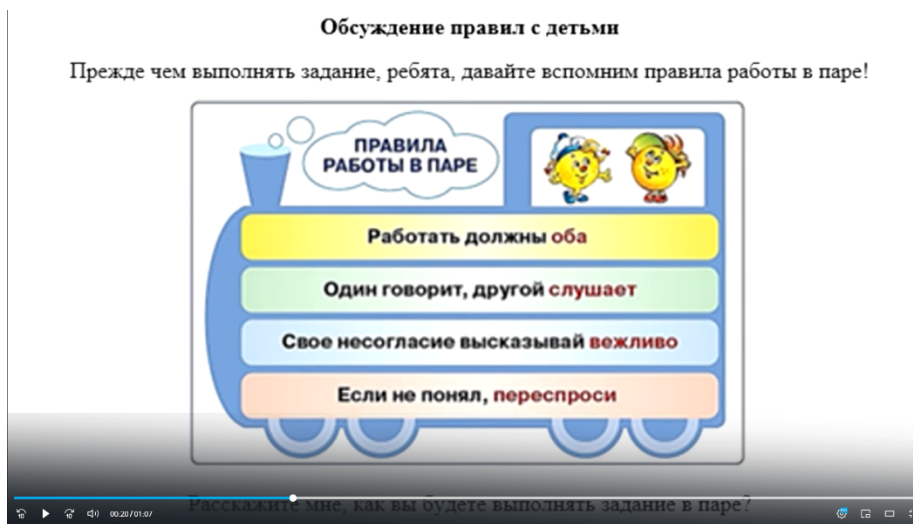 Обсуждение правил с детьми
Прежде чем выполнять задание, ребята, давайте вспомним правила работы в паре!
ПРАВИЛА
РАБОТЫ В ПАРЕ
Работать должны оба
Один говорит, другой слушает
Свое несогласие высказывай вежливо
Если не понял, переспроси
Расскажите мне, как вы будете выполнять задание в паре?
10
10
00:20/01:07